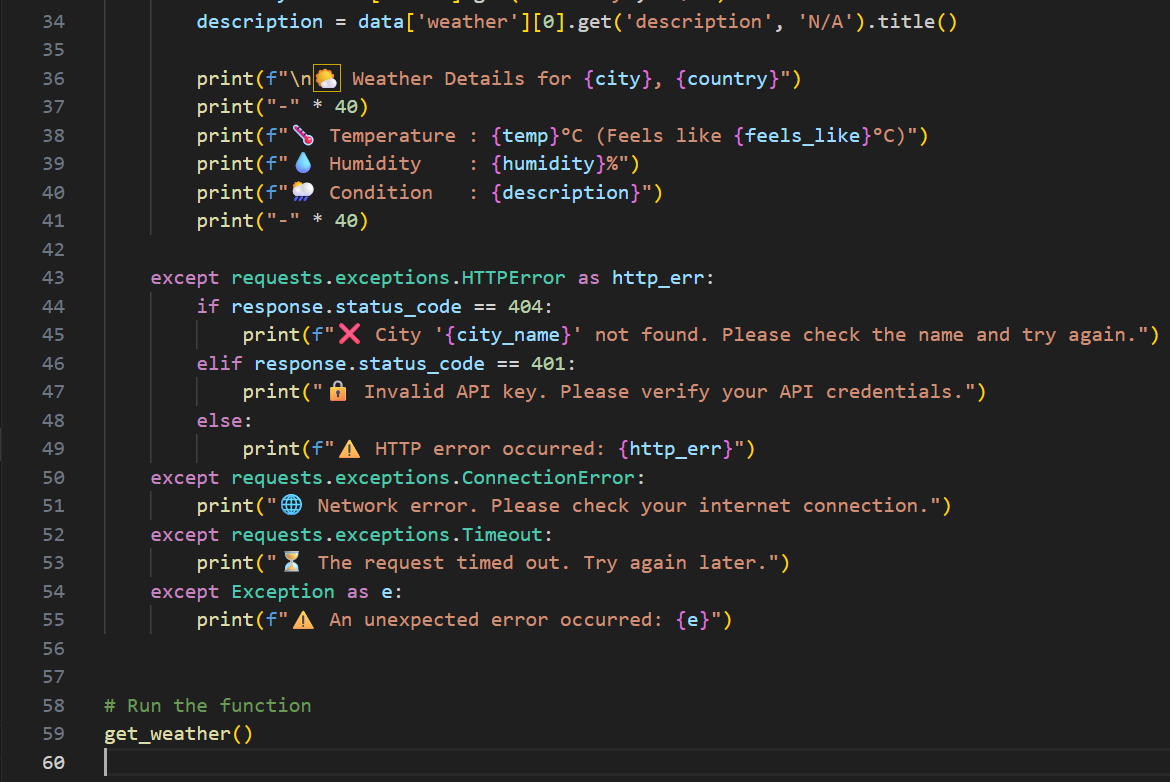 34 description = data['weather'][0].get('description', 'N/A').title()
35
36 print(f"\n🌤️ Weather Details for {city}, {country}")
37 print("-" * 40)
38 print(f"🌡️ Temperature : {temp}°C (Feels like {feels_like}°C)")
39 print(f"💧 Humidity   : {humidity}%")
40 print(f"🌦️ Condition   : {description}")
41 print("-" * 40)
42
43 except requests.exceptions.HTTPError as http_err:
44 if response.status_code == 404:
45 print(f"❌ City '{city_name}' not found. Please check the name and try again.")
46 elif response.status_code == 401:
47 print("🔒 Invalid API key. Please verify your API credentials.")
48 else:
49 print(f"⚠️ HTTP error occurred: {http_err}")
50 except requests.exceptions.ConnectionError:
51 print("🌐 Network error. Please check your internet connection.")
52 except requests.exceptions.Timeout:
53 print("⏳ The request timed out. Try again later.")
54 except Exception as e:
55 print(f"⚠️ An unexpected error occurred: {e}")
56
57
58 # Run the function
59 get_weather()
60